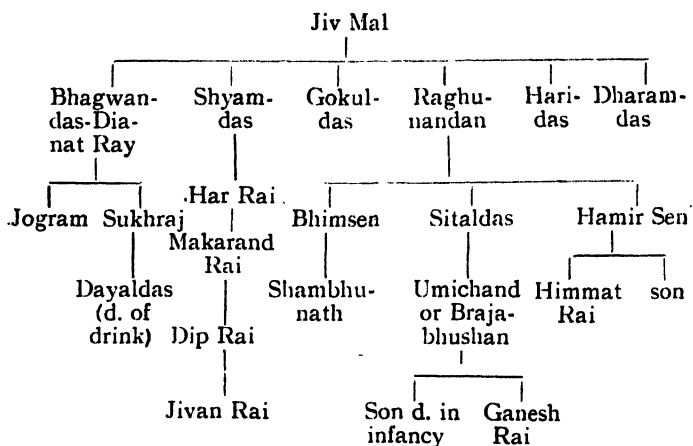 Jiv Mal
Bhagwan- Shyam- Gokul- Raghu- Hari- Dharam-
das-Dia- das das nandan das das
nat Ray
Jogram Sukhraj Har Rai Bhimsen Sitaldas Hamir Sen
Makarand
Rai
Dayaldas Shambhu- Umichand Himmat son
(d. of nath or Braja- Rai
drink) Dip Rai bhushan
Jivan Rai Son d. in Ganesh
infancy Rai